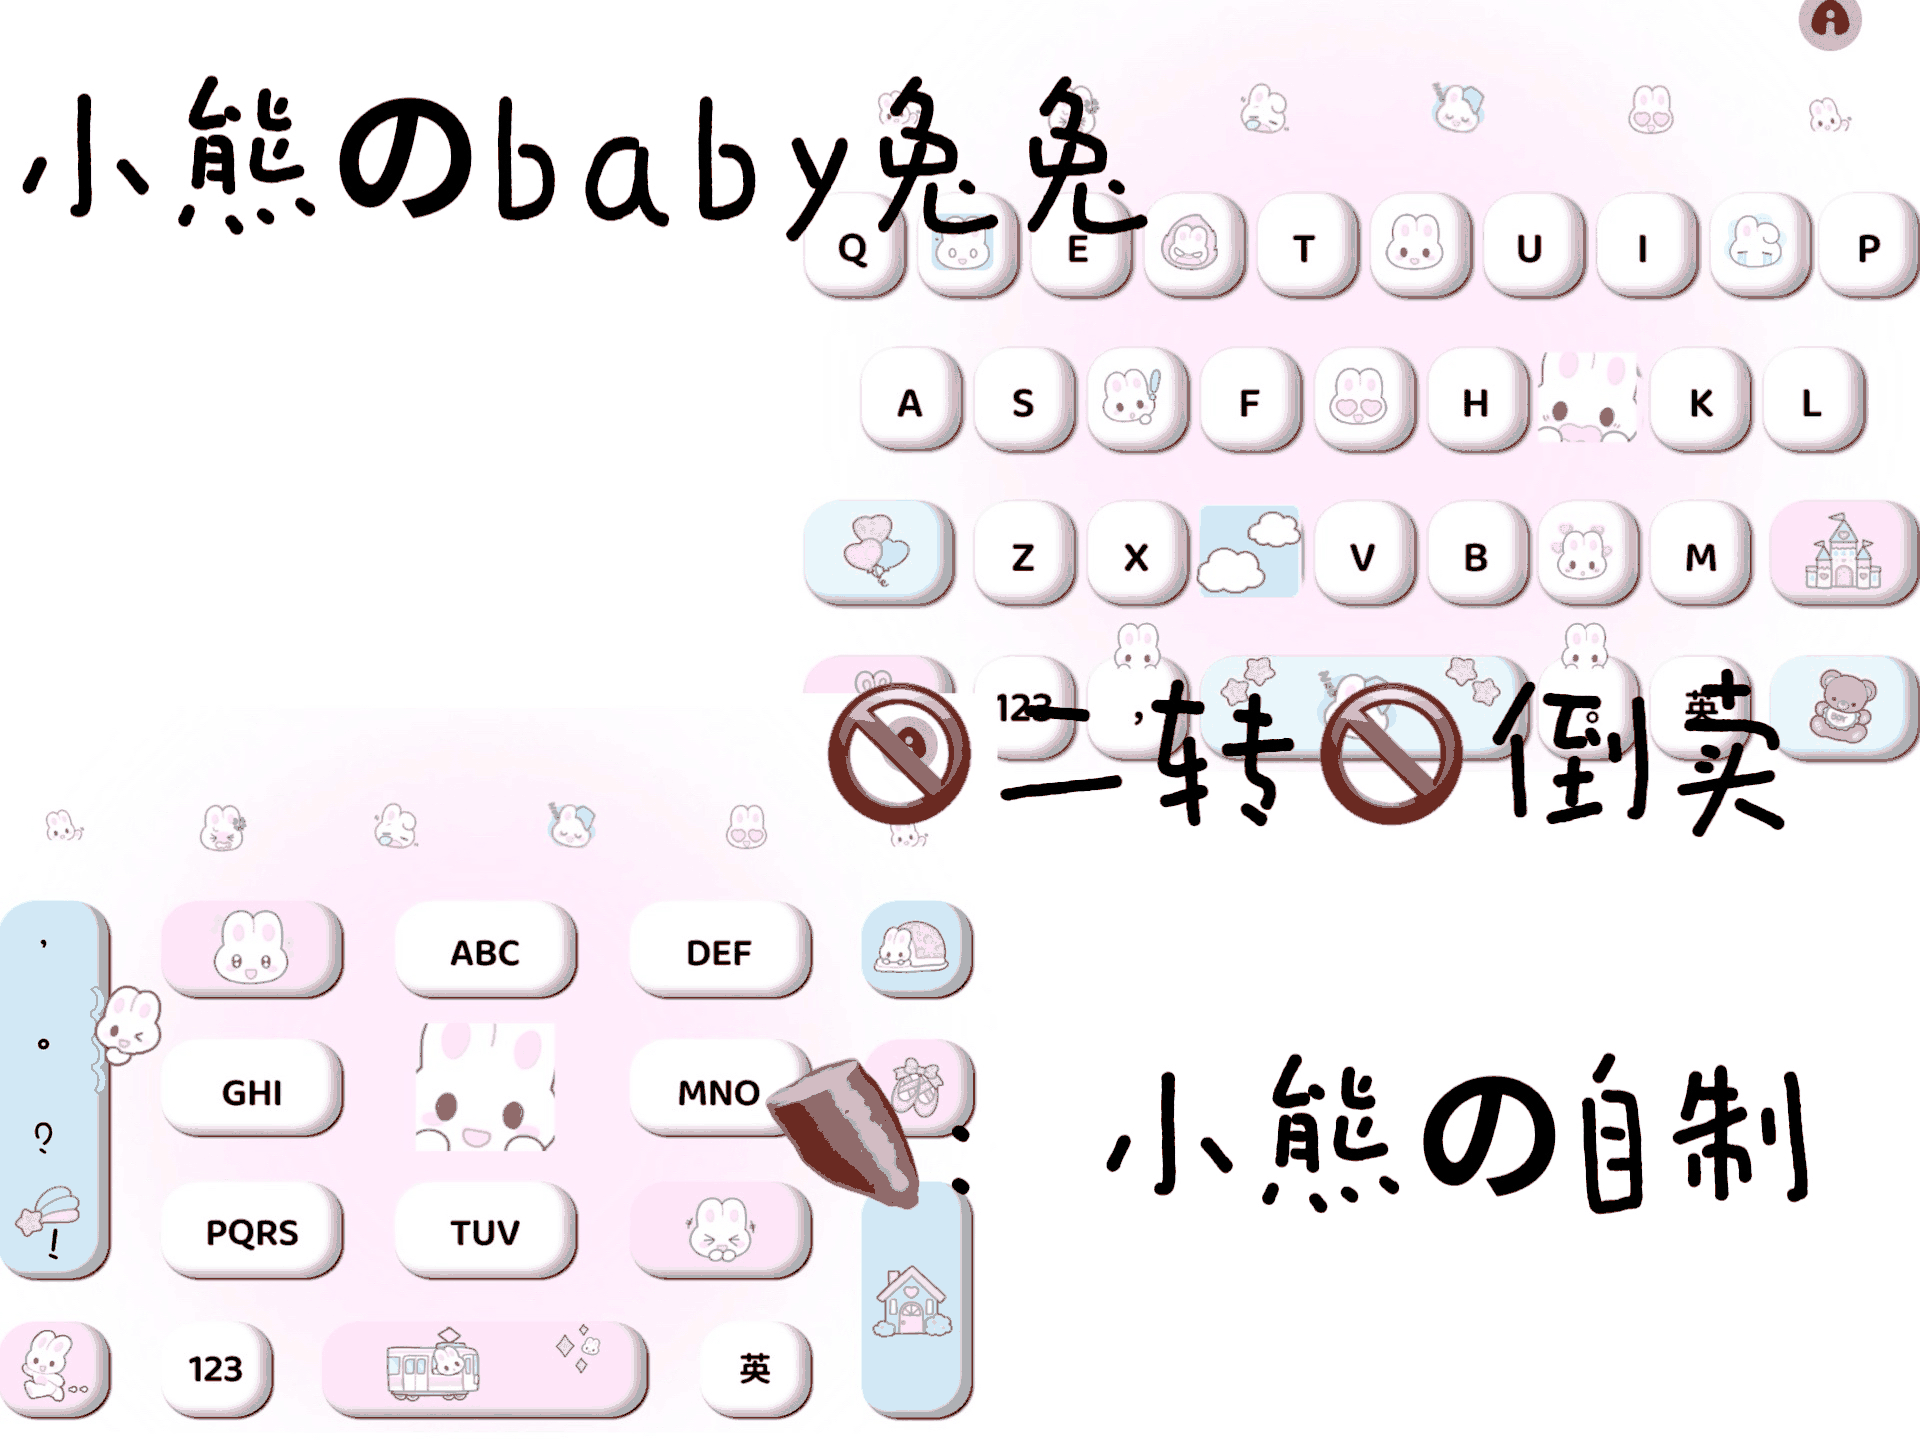 小熊のbaby兔兔
Q E T U I P
A S F H K L
Z X V B M
123 , 。 英
🚫二转🚫倒卖
, ABC DEF
。 GHI MNO
? PQRS TUV
!
123 英
小熊の自制